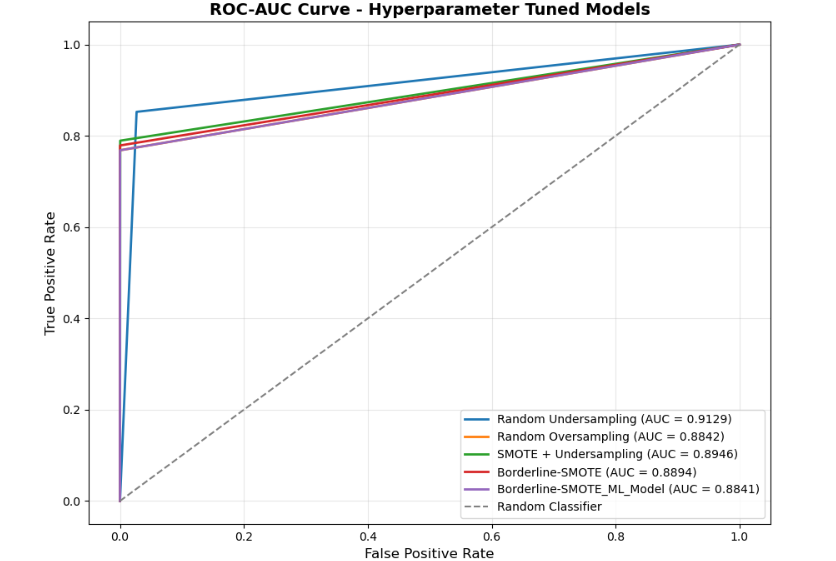 ROC-AUC Curve - Hyperparameter Tuned Models
True Positive Rate
1.0
0.8
0.6
0.4
0.2
0.0
0.0 0.2 0.4 0.6 0.8 1.0
False Positive Rate
Random Undersampling (AUC = 0.9129)
Random Oversampling (AUC = 0.8842)
SMOTE + Undersampling (AUC = 0.8946)
Borderline-SMOTE (AUC = 0.8894)
Borderline-SMOTE_ML_Model (AUC = 0.8841)
Random Classifier